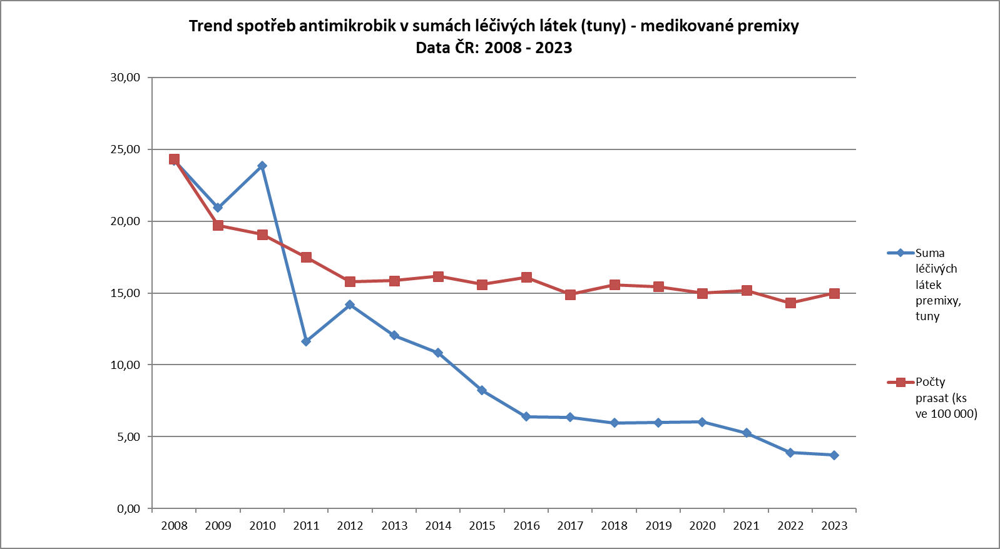 Trend spotřeb antimikrobik v sumách léčivých látek (tuny) - medikované premixy
Data ČR: 2008 - 2023
30,00
25,00
20,00
15,00
10,00
5,00
0,00
2008 2009 2010 2011 2012 2013 2014 2015 2016 2017 2018 2019 2020 2021 2022 2023
Suma
léčivých
látek
premixy,
tuny
Počty
prasat (ks
ve 100 000)